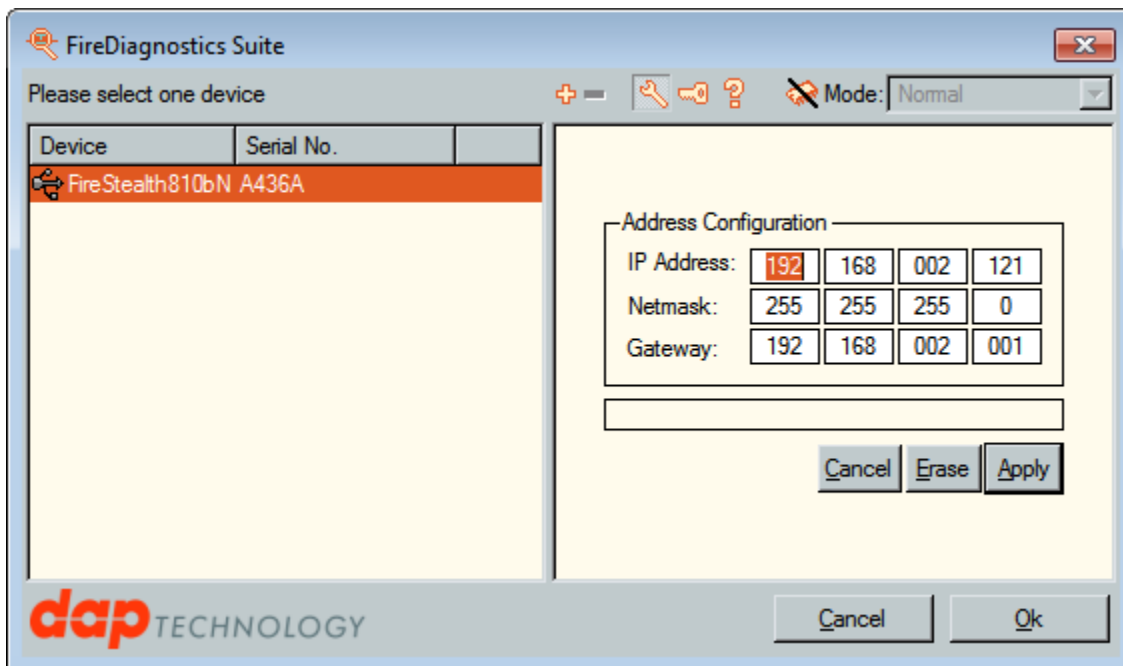 FireDiagnostics Suite
Please select one device
Mode: Normal
Device Serial No.
FireStealth810bN A436A
Address Configuration
IP Address: 192 168 002 121
Netmask: 255 255 255 0
Gateway: 192 168 002 001
Cancel Erase Apply
dap TECHNOLOGY
Cancel Ok